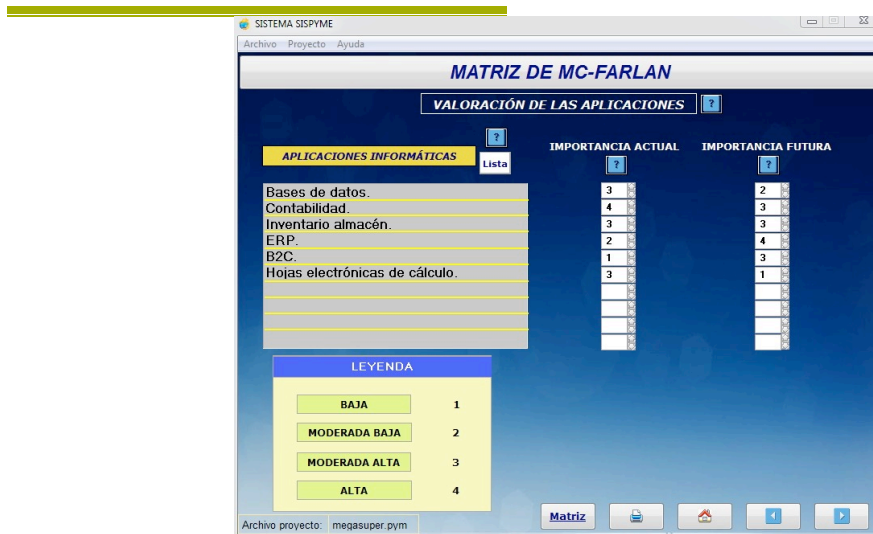 SISTEMA SISPYME
Archivo Proyecto Ayuda
MATRIZ DE MC-FARLAN
VALORACIÓN DE LAS APLICACIONES ?
?
APLICACIONES INFORMÁTICAS Lista
IMPORTANCIA ACTUAL IMPORTANCIA FUTURA
? ?
Bases de datos. 3 2
Contabilidad. 4 3
Inventario almacén. 3 3
ERP. 2 4
B2C. 1 3
Hojas electrónicas de cálculo. 3 1
LEYENDA
BAJA 1
MODERADA BAJA 2
MODERADA ALTA 3
ALTA 4
Matriz
Archivo proyecto: megasuper.pym